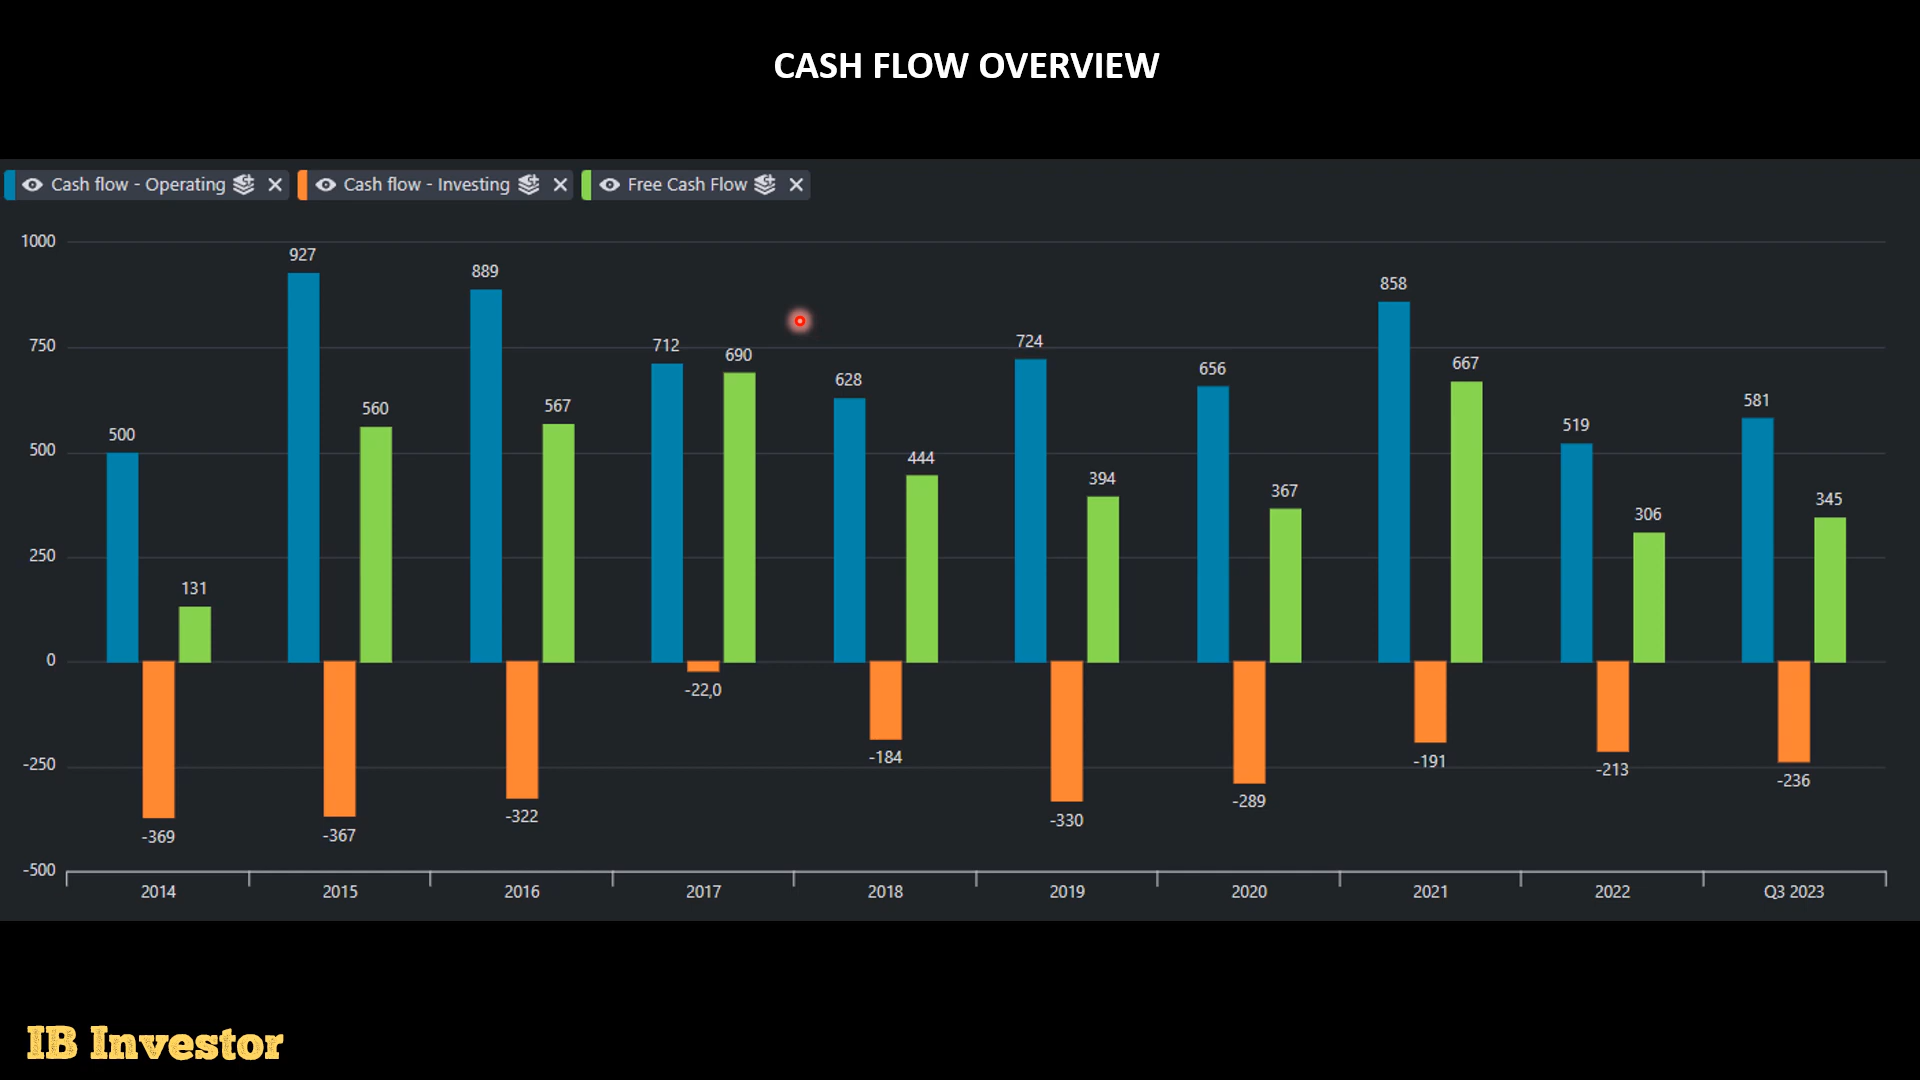 CASH FLOW OVERVIEW
Cash flow - Operating Cash flow - Investing Free Cash Flow
1000
750
500
250
0
-250
-500
500 -369 131
927 -367 560
889 -322 567
712 -22,0 690
628 -184 444
724 -330 394
656 -289 367
858 -191 667
519 -213 306
581 -236 345
2014 2015 2016 2017 2018 2019 2020 2021 2022 Q3 2023
IB Investor